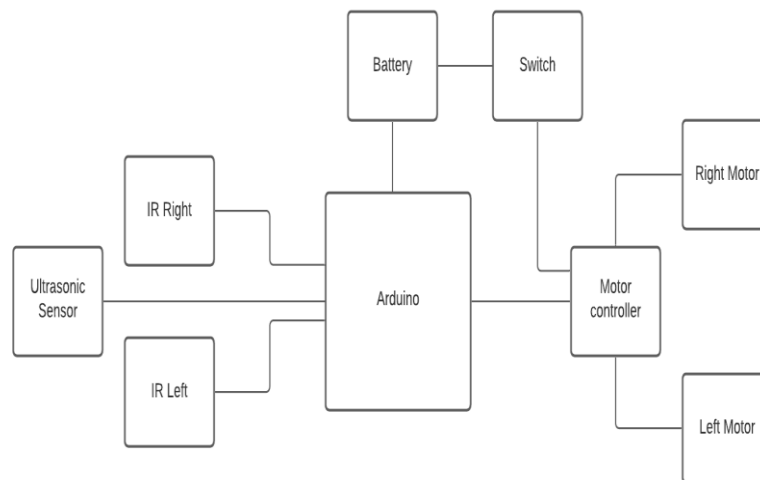 Battery
Switch
Right Motor
IR Right
Ultrasonic
Sensor
Arduino
Motor
controller
IR Left
Left Motor